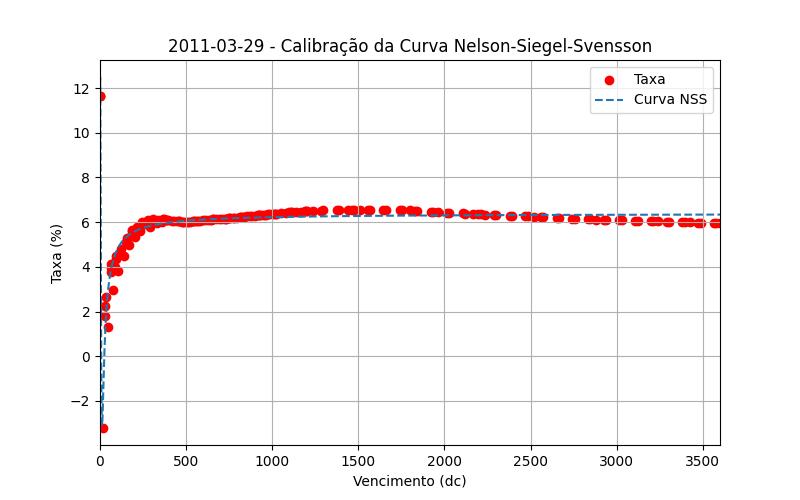 2011-03-29 - Calibração da Curva Nelson-Siegel-Svensson
Taxa
Curva NSS
Taxa (%)
12
10
8
6
4
2
0
−2
0 500 1000 1500 2000 2500 3000 3500
Vencimento (dc)